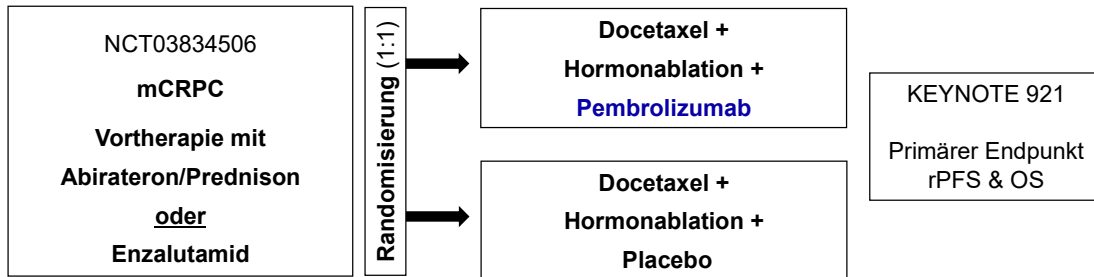 NCT03834506
mCRPC
Vortherapie mit
Abirateron/Prednison
oder
Enzalutamid
Randomisierung (1:1)
Docetaxel +
Hormonablation +
Pembrolizumab
Docetaxel +
Hormonablation +
Placebo
KEYNOTE 921
Primärer Endpunkt
rPFS & OS